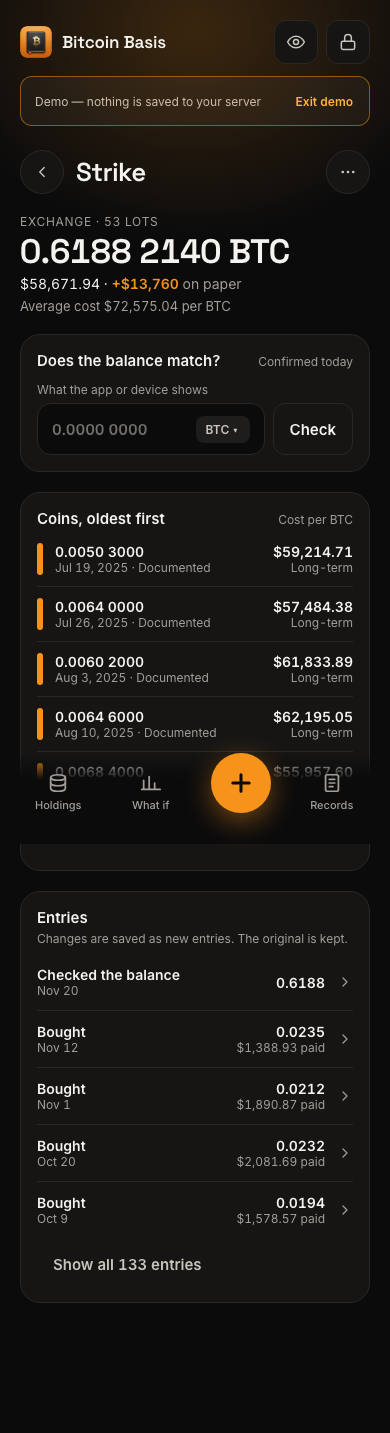 Bitcoin Basis
Demo — nothing is saved to your server
Exit demo
Strike
EXCHANGE · 53 LOTS
0.6188 2140 BTC
$58,671.94 · +$13,760 on paper
Average cost $72,575.04 per BTC
Does the balance match?
Confirmed today
What the app or device shows
0.0000 0000
BTC ▾
Check
Coins, oldest first
Cost per BTC
0.0050 3000
$59,214.71
Jul 19, 2025 · Documented
Long-term
0.0064 0000
$57,484.38
Jul 26, 2025 · Documented
Long-term
0.0060 2000
$61,833.89
Aug 3, 2025 · Documented
Long-term
0.0064 6000
$62,195.05
Aug 10, 2025 · Documented
Long-term
0.0068 4000
$55,957.60
Holdings
What if
Records
Entries
Changes are saved as new entries. The original is kept.
Checked the balance
0.6188
Nov 20
Bought
0.0235
Nov 12
$1,388.93 paid
Bought
0.0212
Nov 1
$1,890.87 paid
Bought
0.0232
Oct 20
$2,081.69 paid
Bought
0.0194
Oct 9
$1,578.57 paid
Show all 133 entries